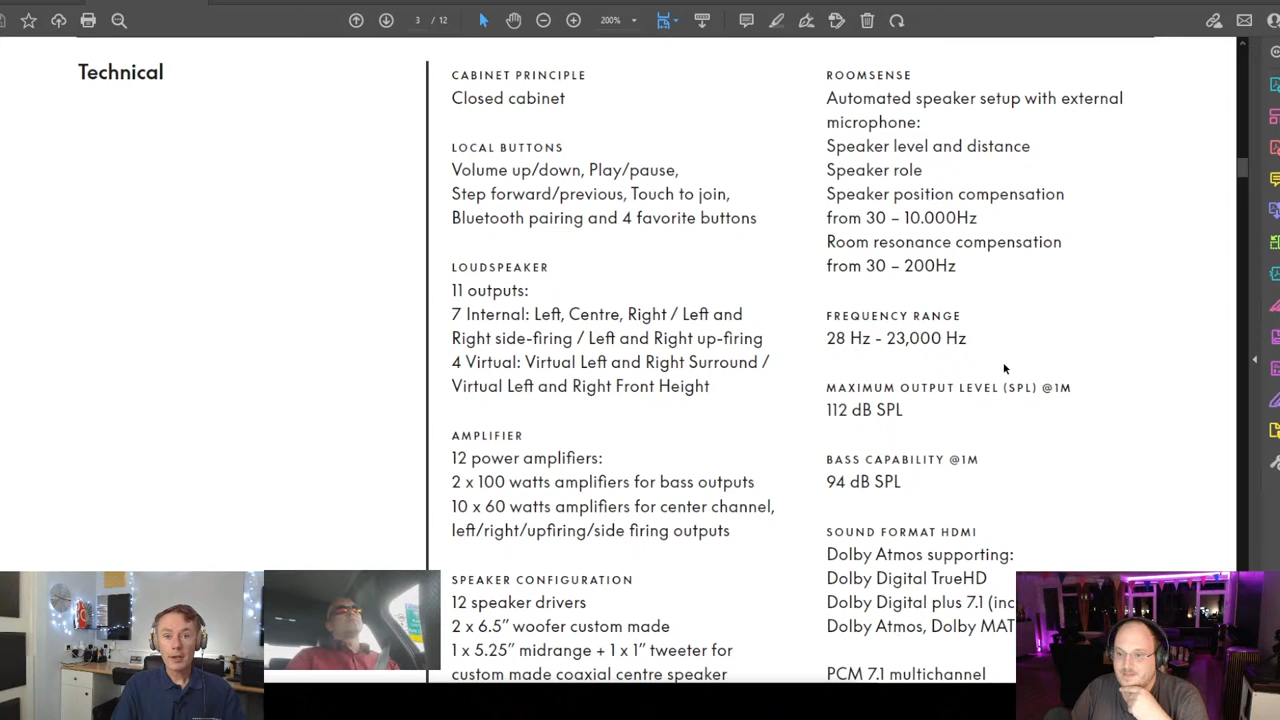 3 / 12
200%
Technical
CABINET PRINCIPLE
Closed cabinet
LOCAL BUTTONS
Volume up/down, Play/pause,
Step forward/previous, Touch to join,
Bluetooth pairing and 4 favorite buttons
LOUDSPEAKER
11 outputs:
7 Internal: Left, Centre, Right / Left and
Right side-firing / Left and Right up-firing
4 Virtual: Virtual Left and Right Surround /
Virtual Left and Right Front Height
AMPLIFIER
12 power amplifiers:
2 x 100 watts amplifiers for bass outputs
10 x 60 watts amplifiers for center channel,
left/right/upfiring/side firing outputs
SPEAKER CONFIGURATION
12 speaker drivers
2 x 6.5” woofer custom made
1 x 5.25” midrange + 1 x 1” tweeter for
custom made coaxial centre speaker
ROOMSENSE
Automated speaker setup with external
microphone:
Speaker level and distance
Speaker role
Speaker position compensation
from 30 – 10.000Hz
Room resonance compensation
from 30 – 200Hz
FREQUENCY RANGE
28 Hz - 23,000 Hz
MAXIMUM OUTPUT LEVEL (SPL) @1M
112 dB SPL
BASS CAPABILITY @1M
94 dB SPL
SOUND FORMAT HDMI
Dolby Atmos supporting:
Dolby Digital TrueHD
Dolby Digital plus 7.1 (inc
Dolby Atmos, Dolby MAT
PCM 7.1 multichannel